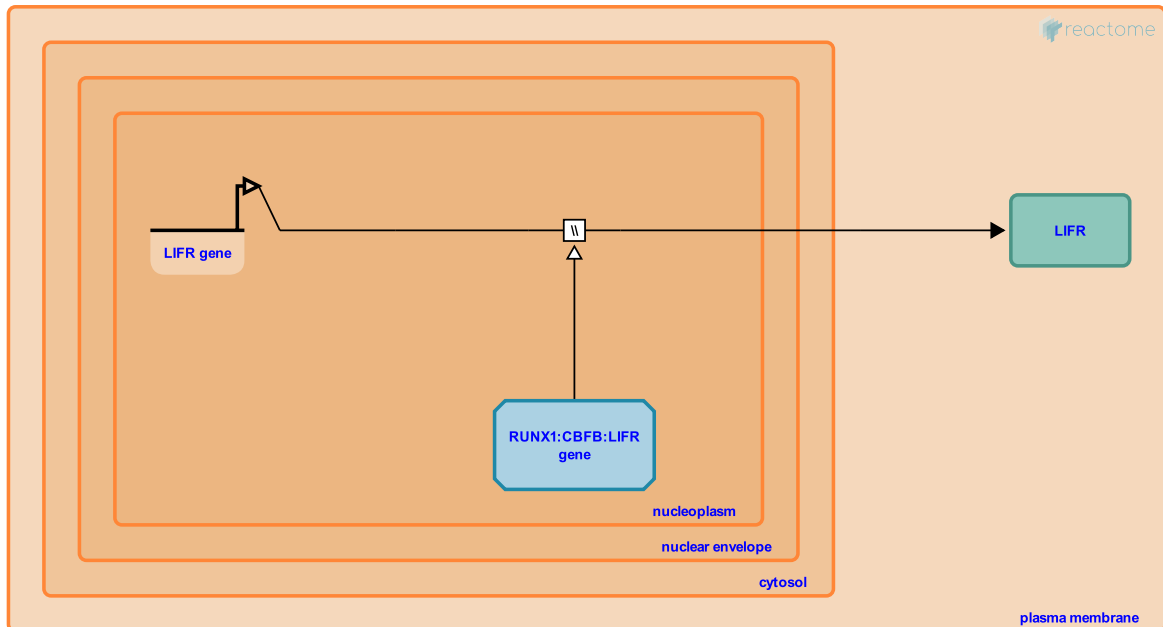 reactome
LIFR gene
\\
LIFR
RUNX1:CBFB:LIFR
gene
nucleoplasm
nuclear envelope
cytosol
plasma membrane